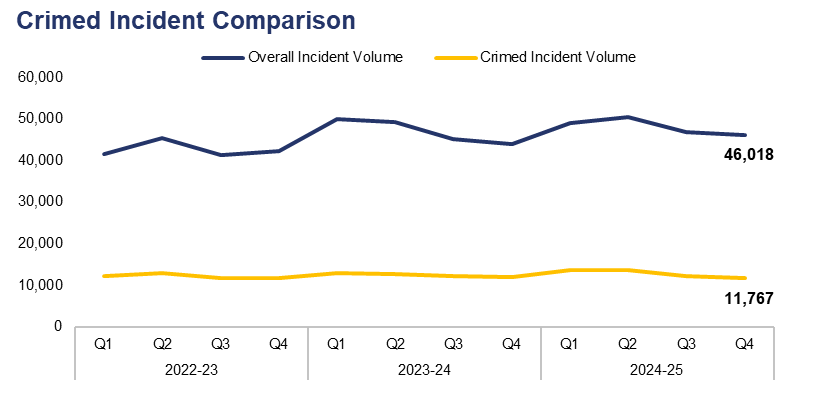 Crimed Incident Comparison
Overall Incident Volume Crimed Incident Volume
60,000
50,000
40,000
30,000
20,000
10,000
0
46,018
11,767
Q1 Q2 Q3 Q4 Q1 Q2 Q3 Q4 Q1 Q2 Q3 Q4
2022-23 2023-24 2024-25